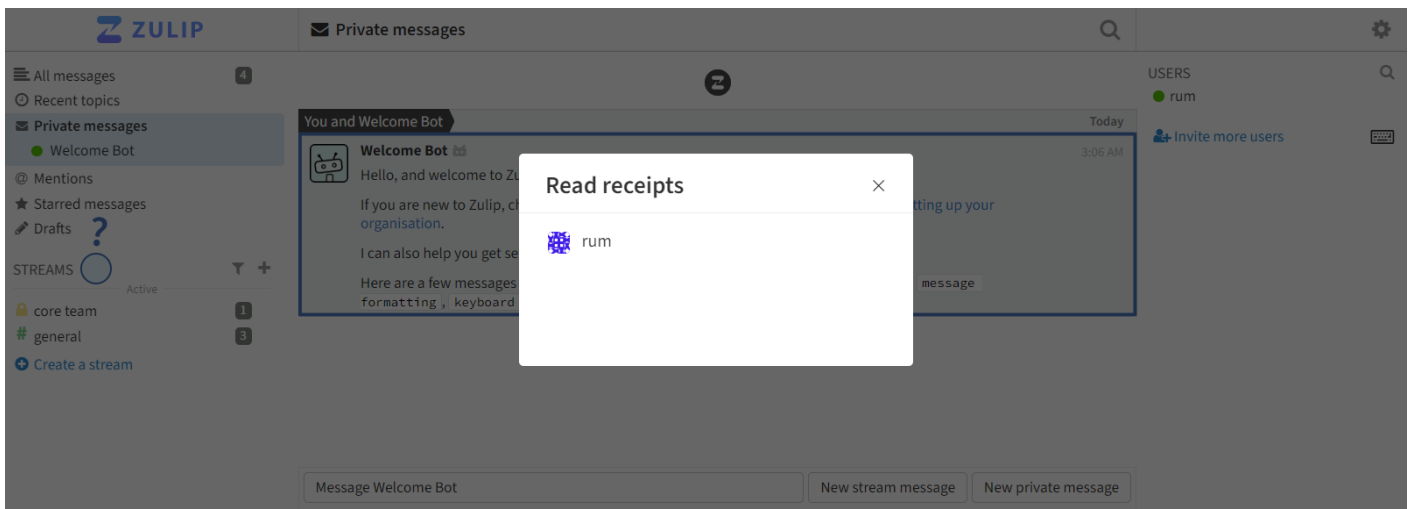 ZULIP
Private messages
All messages 4
Recent topics
Private messages
Welcome Bot
@ Mentions
Starred messages
Drafts
?
STREAMS
Active
core team 1
# general 3
Create a stream
You and Welcome Bot Today
Welcome Bot 3:06 AM
Hello, and welcome to Zu
If you are new to Zulip, ch tting up your
organisation.
I can also help you get se
Here are a few messages message
formatting, keyboard
Read receipts ×
rum
Message Welcome Bot New stream message New private message
USERS
rum
Invite more users